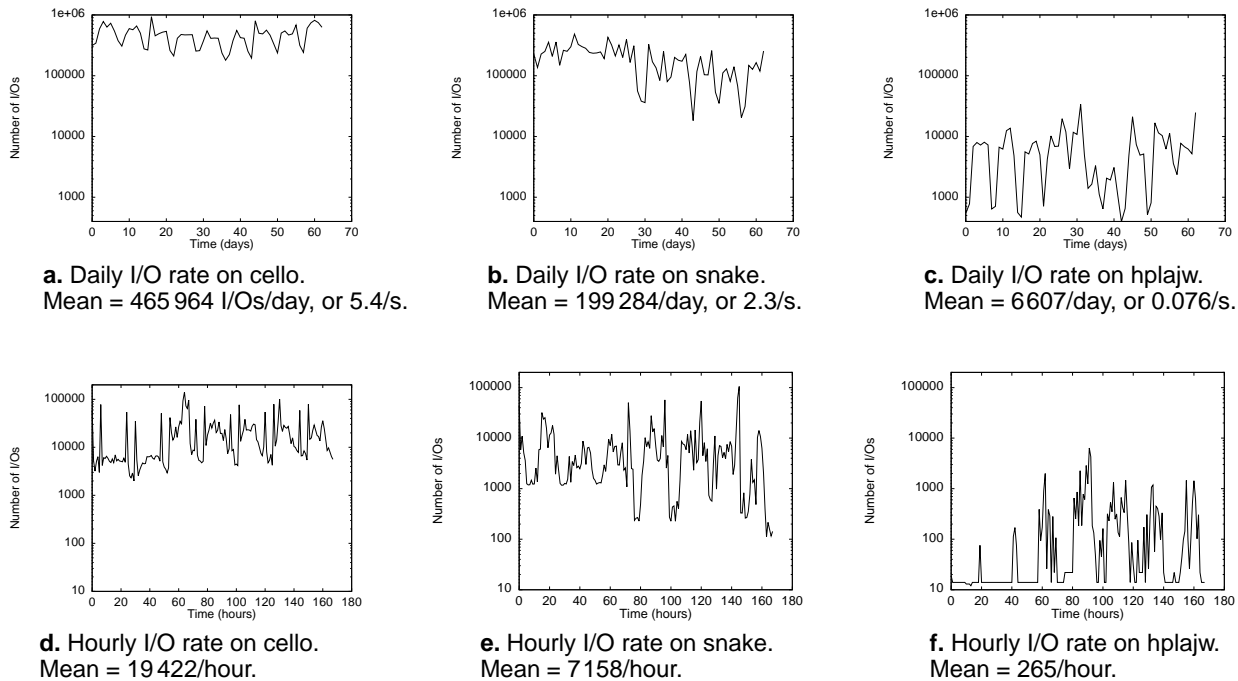 1e+06
100000
10000
1000
Number of I/Os
0 10 20 30 40 50 60 70
Time (days)
a. Daily I/O rate on cello.
Mean = 465 964 I/Os/day, or 5.4/s.
1e+06
100000
10000
1000
Number of I/Os
0 10 20 30 40 50 60 70
Time (days)
b. Daily I/O rate on snake.
Mean = 199 284/day, or 2.3/s.
1e+06
100000
10000
1000
Number of I/Os
0 10 20 30 40 50 60 70
Time (days)
c. Daily I/O rate on hplajw.
Mean = 6607/day, or 0.076/s.
100000
10000
1000
100
10
Number of I/Os
0 20 40 60 80 100 120 140 160 180
Time (hours)
d. Hourly I/O rate on cello.
Mean = 19 422/hour.
100000
10000
1000
100
10
Number of I/Os
0 20 40 60 80 100 120 140 160 180
Time (hours)
e. Hourly I/O rate on snake.
Mean = 7 158/hour.
100000
10000
1000
100
10
Number of I/Os
0 20 40 60 80 100 120 140 160 180
Time (hours)
f. Hourly I/O rate on hplajw.
Mean = 265/hour.